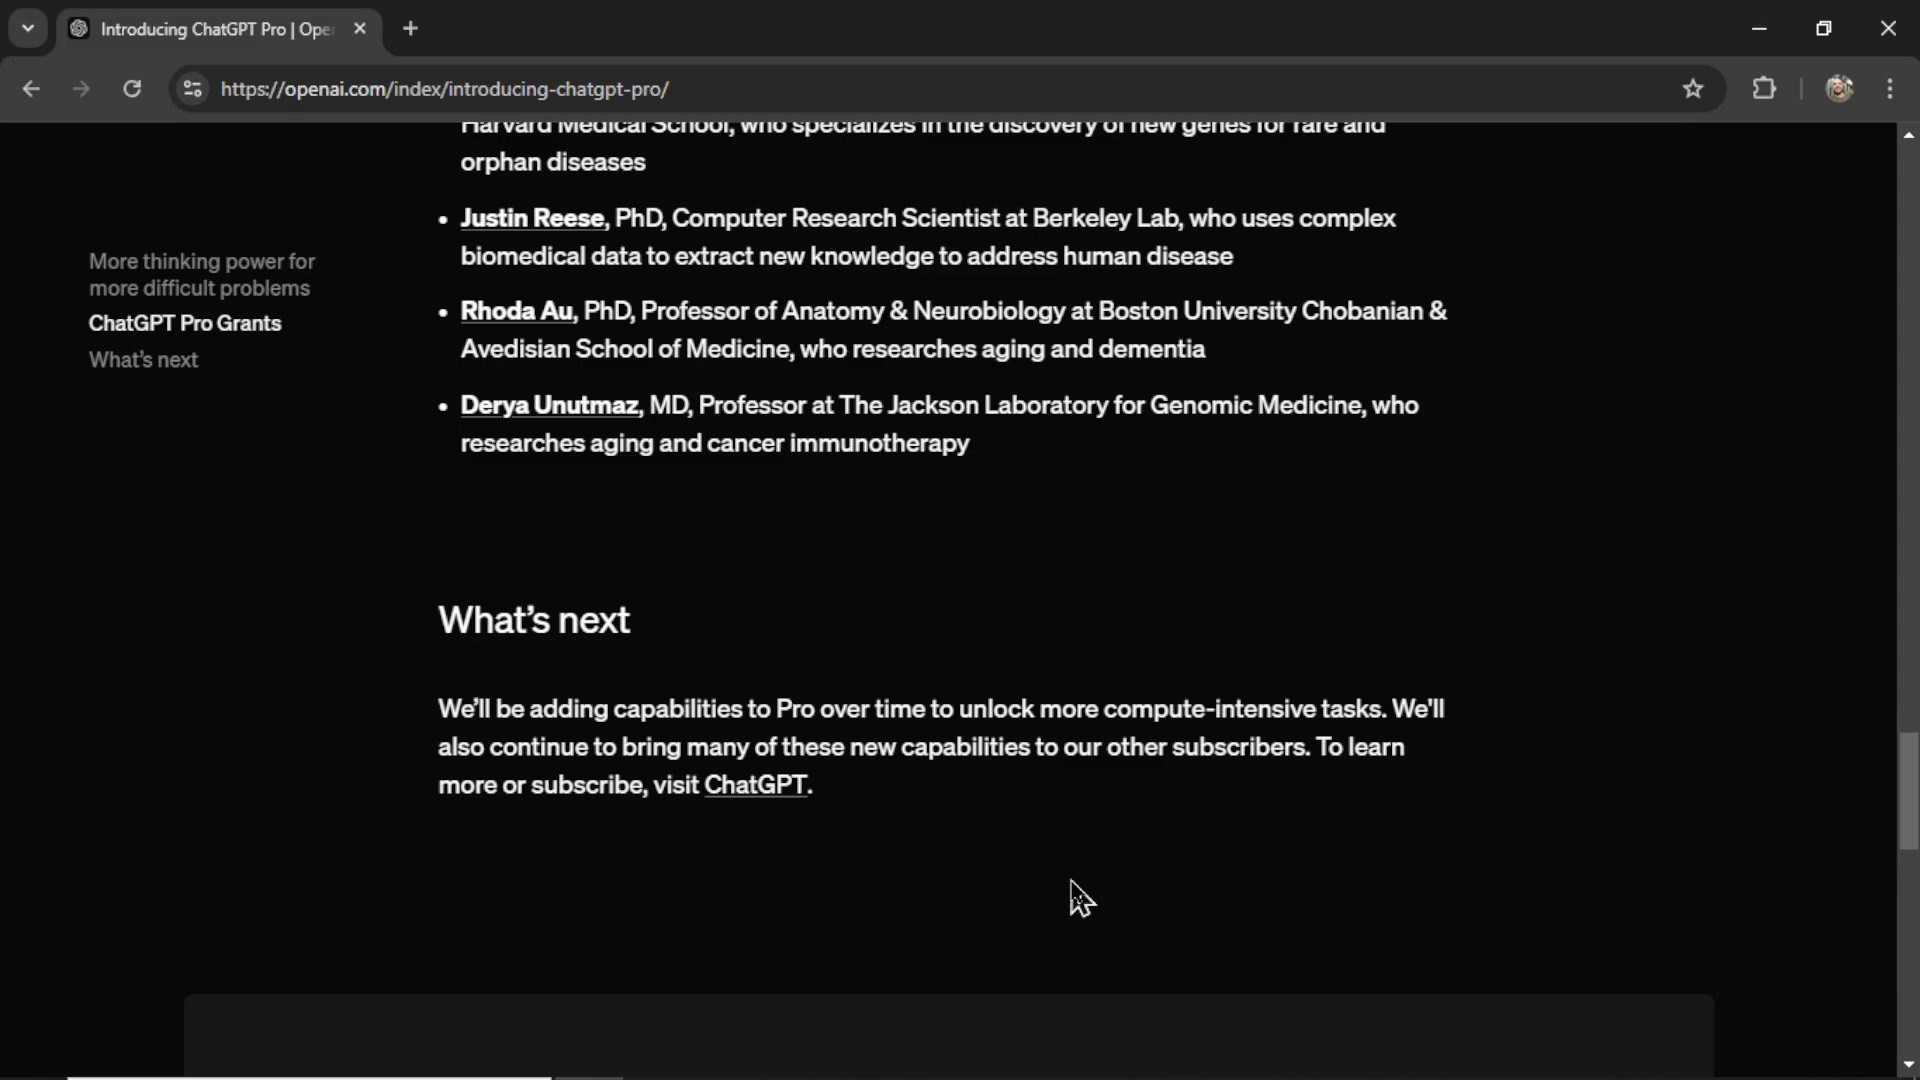 Introducing ChatGPT Pro | Ope
https://openai.com/index/introducing-chatgpt-pro/
Harvard Medical School, who specializes in the discovery of new genes for rare and
orphan diseases
• Justin Reese, PhD, Computer Research Scientist at Berkeley Lab, who uses complex
biomedical data to extract new knowledge to address human disease
• Rhoda Au, PhD, Professor of Anatomy & Neurobiology at Boston University Chobanian &
Avedisian School of Medicine, who researches aging and dementia
• Derya Unutmaz, MD, Professor at The Jackson Laboratory for Genomic Medicine, who
researches aging and cancer immunotherapy
More thinking power for
more difficult problems
ChatGPT Pro Grants
What's next
What's next
We'll be adding capabilities to Pro over time to unlock more compute-intensive tasks. We'll
also continue to bring many of these new capabilities to our other subscribers. To learn
more or subscribe, visit ChatGPT.